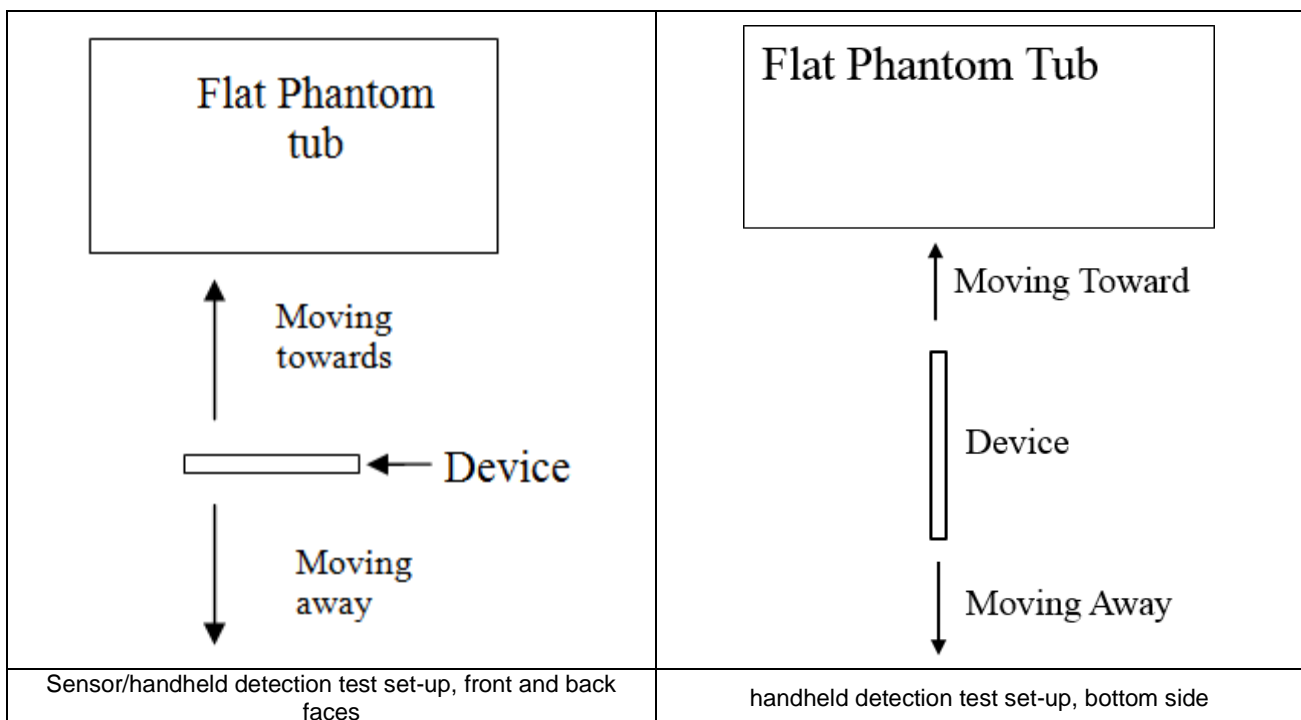 Flat Phantom
tub
Moving
towards
Device
Moving
away
Sensor/handheld detection test set-up, front and back
faces
Flat Phantom Tub
Moving Toward
Device
Moving Away
handheld detection test set-up, bottom side